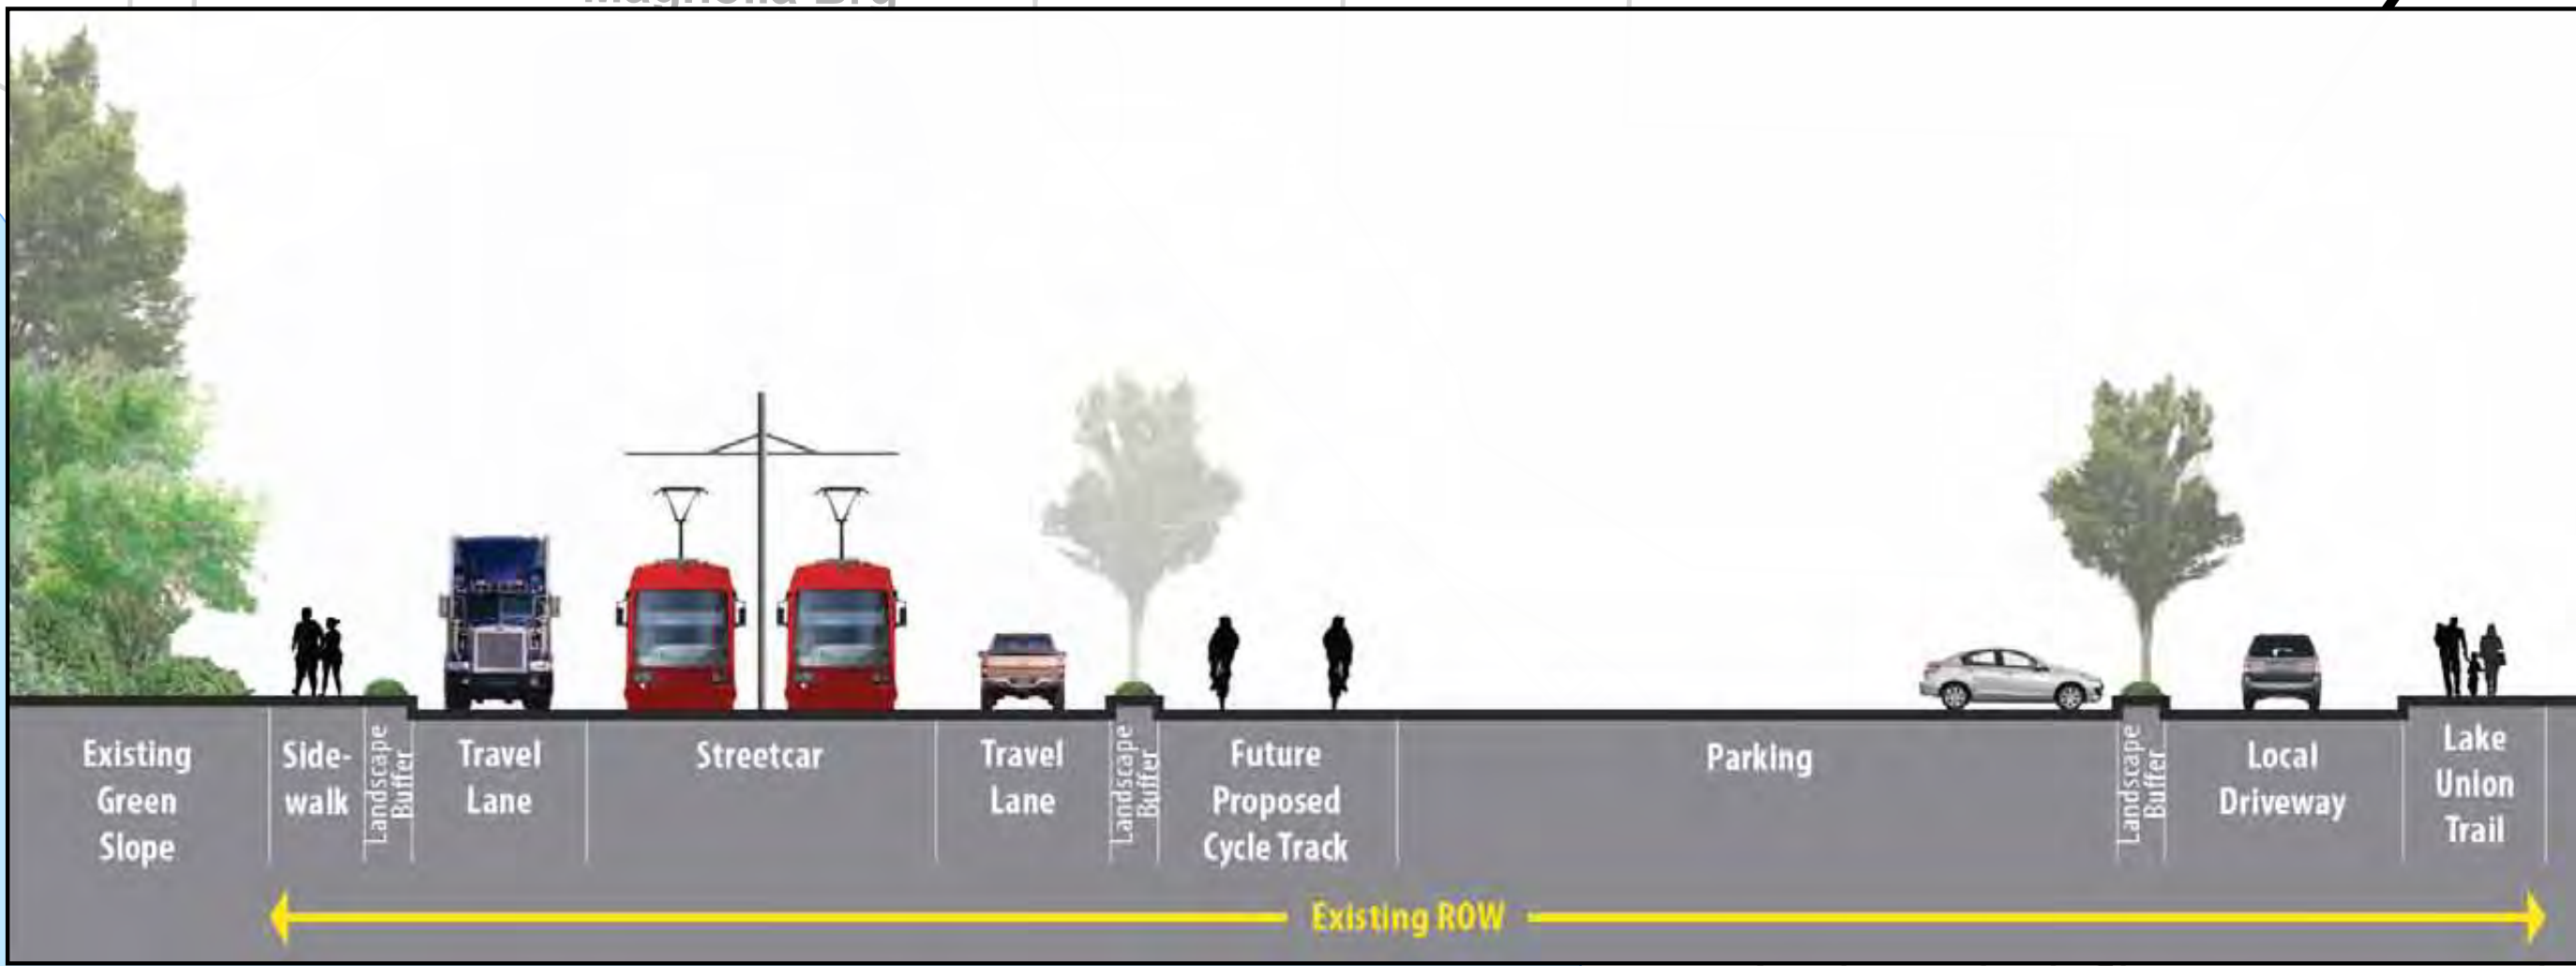 Existing
Green
Slope
Side-
walk
Landscape
Buffer
Travel
Lane
Streetcar
Travel
Lane
Landscape
Buffer
Future
Proposed
Cycle Track
Parking
Landscape
Buffer
Local
Driveway
Lake
Union
Trail
Existing ROW